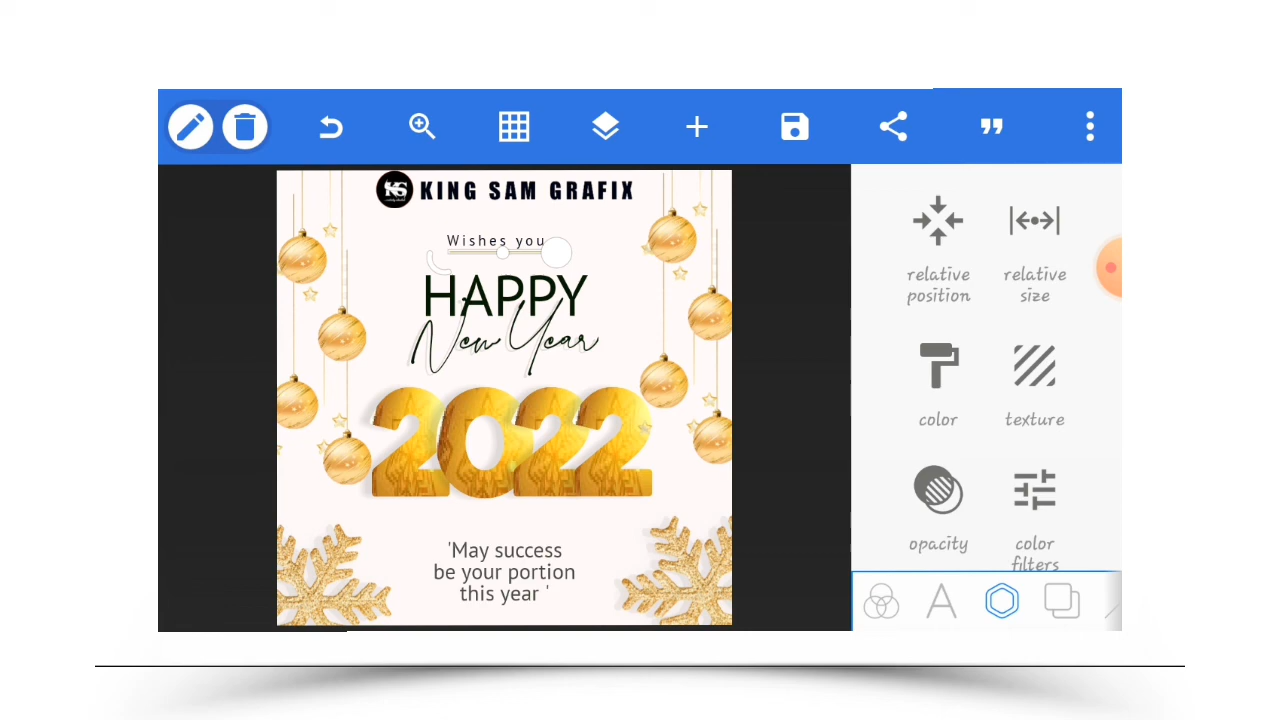 KS KING SAM GRAFIX
Wishes you
HAPPY
New Year
2022
'May success
be your portion
this year '
relative
position
relative
size
color
texture
opacity
color
filters